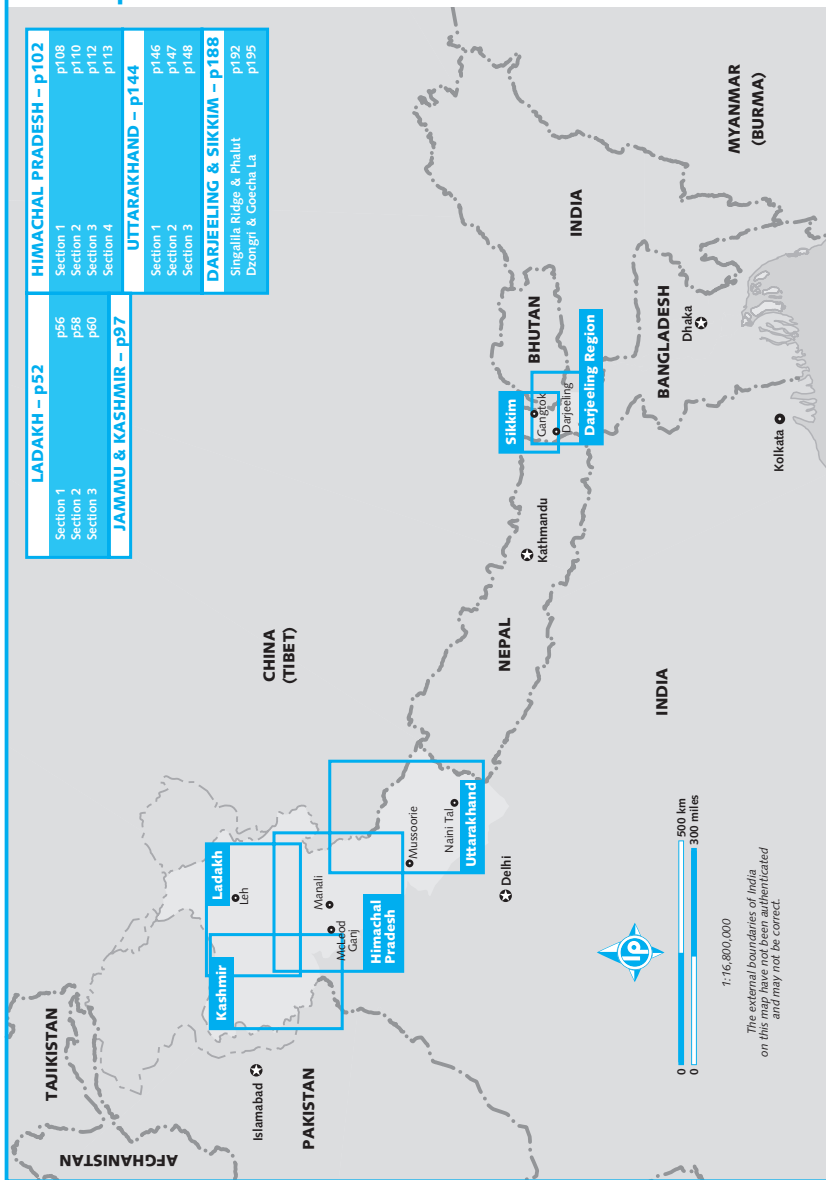 LADAKH – p52
Section 1 p56
Section 2 p58
Section 3 p60
JAMMU & KASHMIR – p97
HIMACHAL PRADESH – p102
Section 1 p108
Section 2 p110
Section 3 p112
Section 4 p113
UTTARAKHAND – p144
Section 1 p146
Section 2 p147
Section 3 p148
DARJEELING & SIKKIM – p188
Singalila Ridge & Phalut p192
Dzongri & Goecha La p195
TAJIKISTAN
AFGHANISTAN
Islamabad
PAKISTAN
Kashmir
Ladakh
Leh
Manali
McLeod
Ganj
Himachal
Pradesh
CHINA
(TIBET)
Mussoorie
Naini Tal
Uttarakhand
Delhi
NEPAL
Kathmandu
Sikkim
Gangtok
Darjeeling
Darjeeling Region
BHUTAN
INDIA
BANGLADESH
Dhaka
MYANMAR
(BURMA)
Kolkata
INDIA
lp
0 500 km
0 300 miles
1:16,800,000
The external boundaries of India
on this map have not been authenticated
and may not be correct.